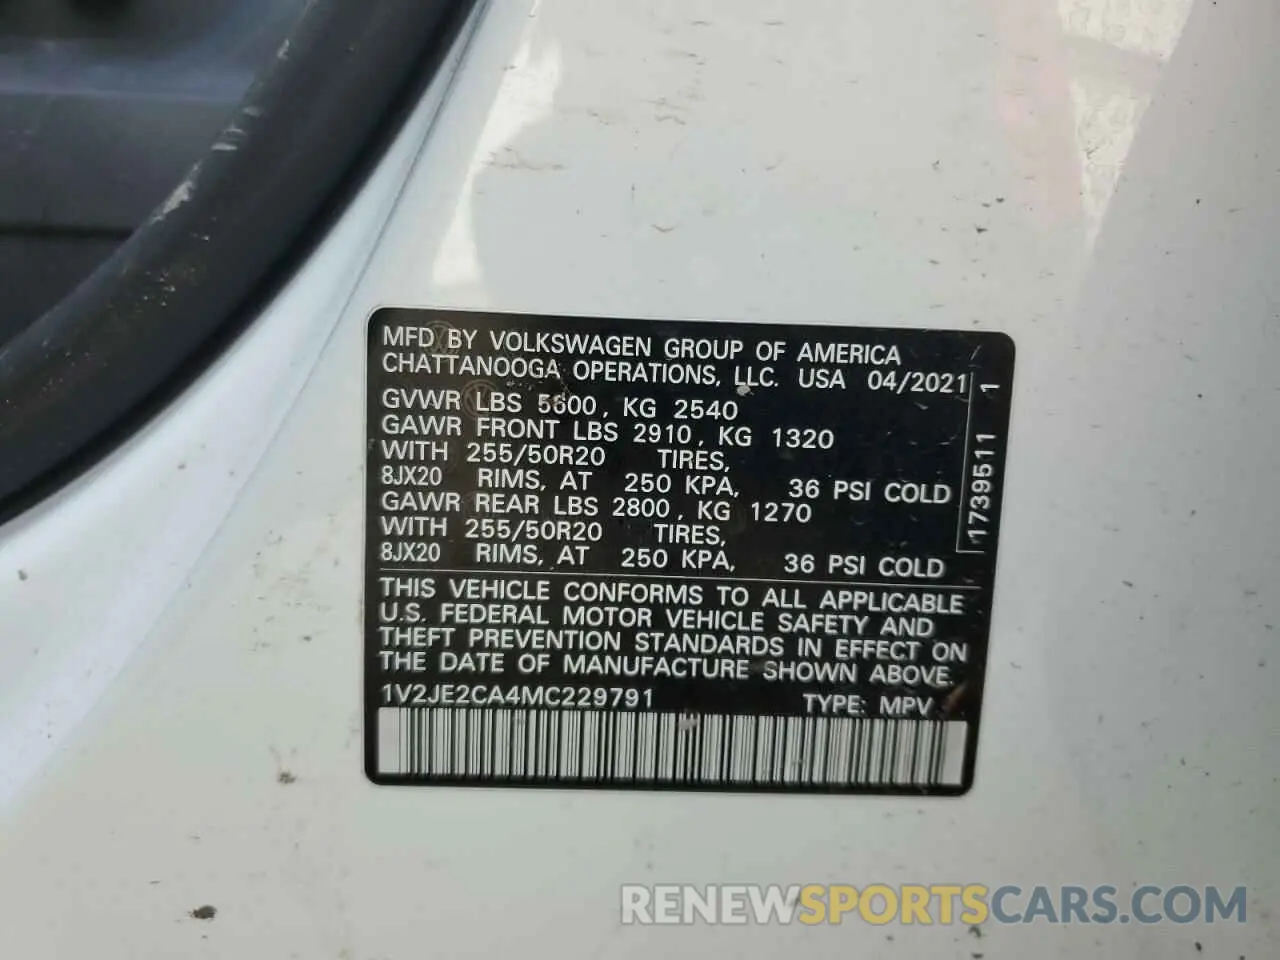 MFD BY VOLKSWAGEN GROUP OF AMERICA
CHATTANOOGA OPERATIONS, LLC. USA 04/2021
GVWR LBS 5600, KG 2540
GAWR FRONT LBS 2910, KG 1320
WITH 255/50R20 TIRES,
8JX20 RIMS, AT 250 KPA, 36 PSI COLD
GAWR REAR LBS 2800, KG 1270
WITH 255/50R20 TIRES,
8JX20 RIMS, AT 250 KPA, 36 PSI COLD
1739511 1
THIS VEHICLE CONFORMS TO ALL APPLICABLE
U.S. FEDERAL MOTOR VEHICLE SAFETY AND
THEFT PREVENTION STANDARDS IN EFFECT ON
THE DATE OF MANUFACTURE SHOWN ABOVE.
1V2JE2CA4MC229791 TYPE: MPV
RENEWSPORTSCARS.COM